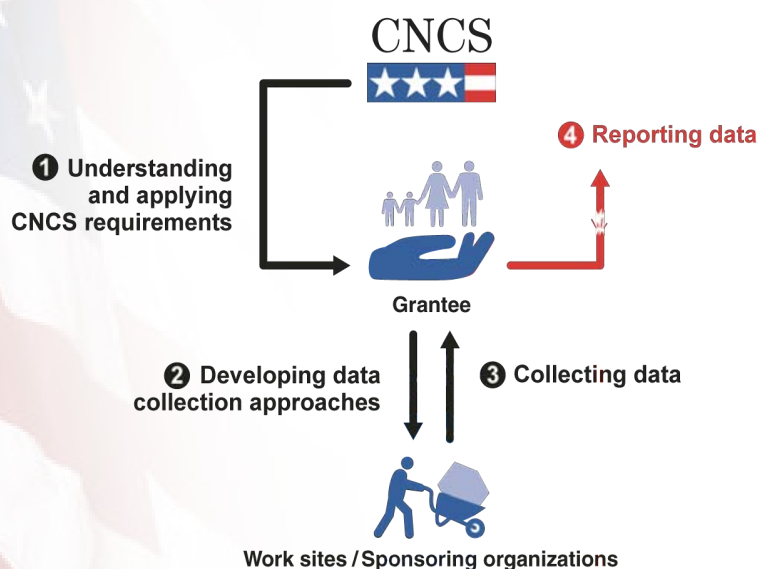 CNCS
4 Reporting data
1 Understanding
and applying
CNCS requirements
Grantee
2 Developing data
collection approaches
3 Collecting data
Work sites / Sponsoring organizations